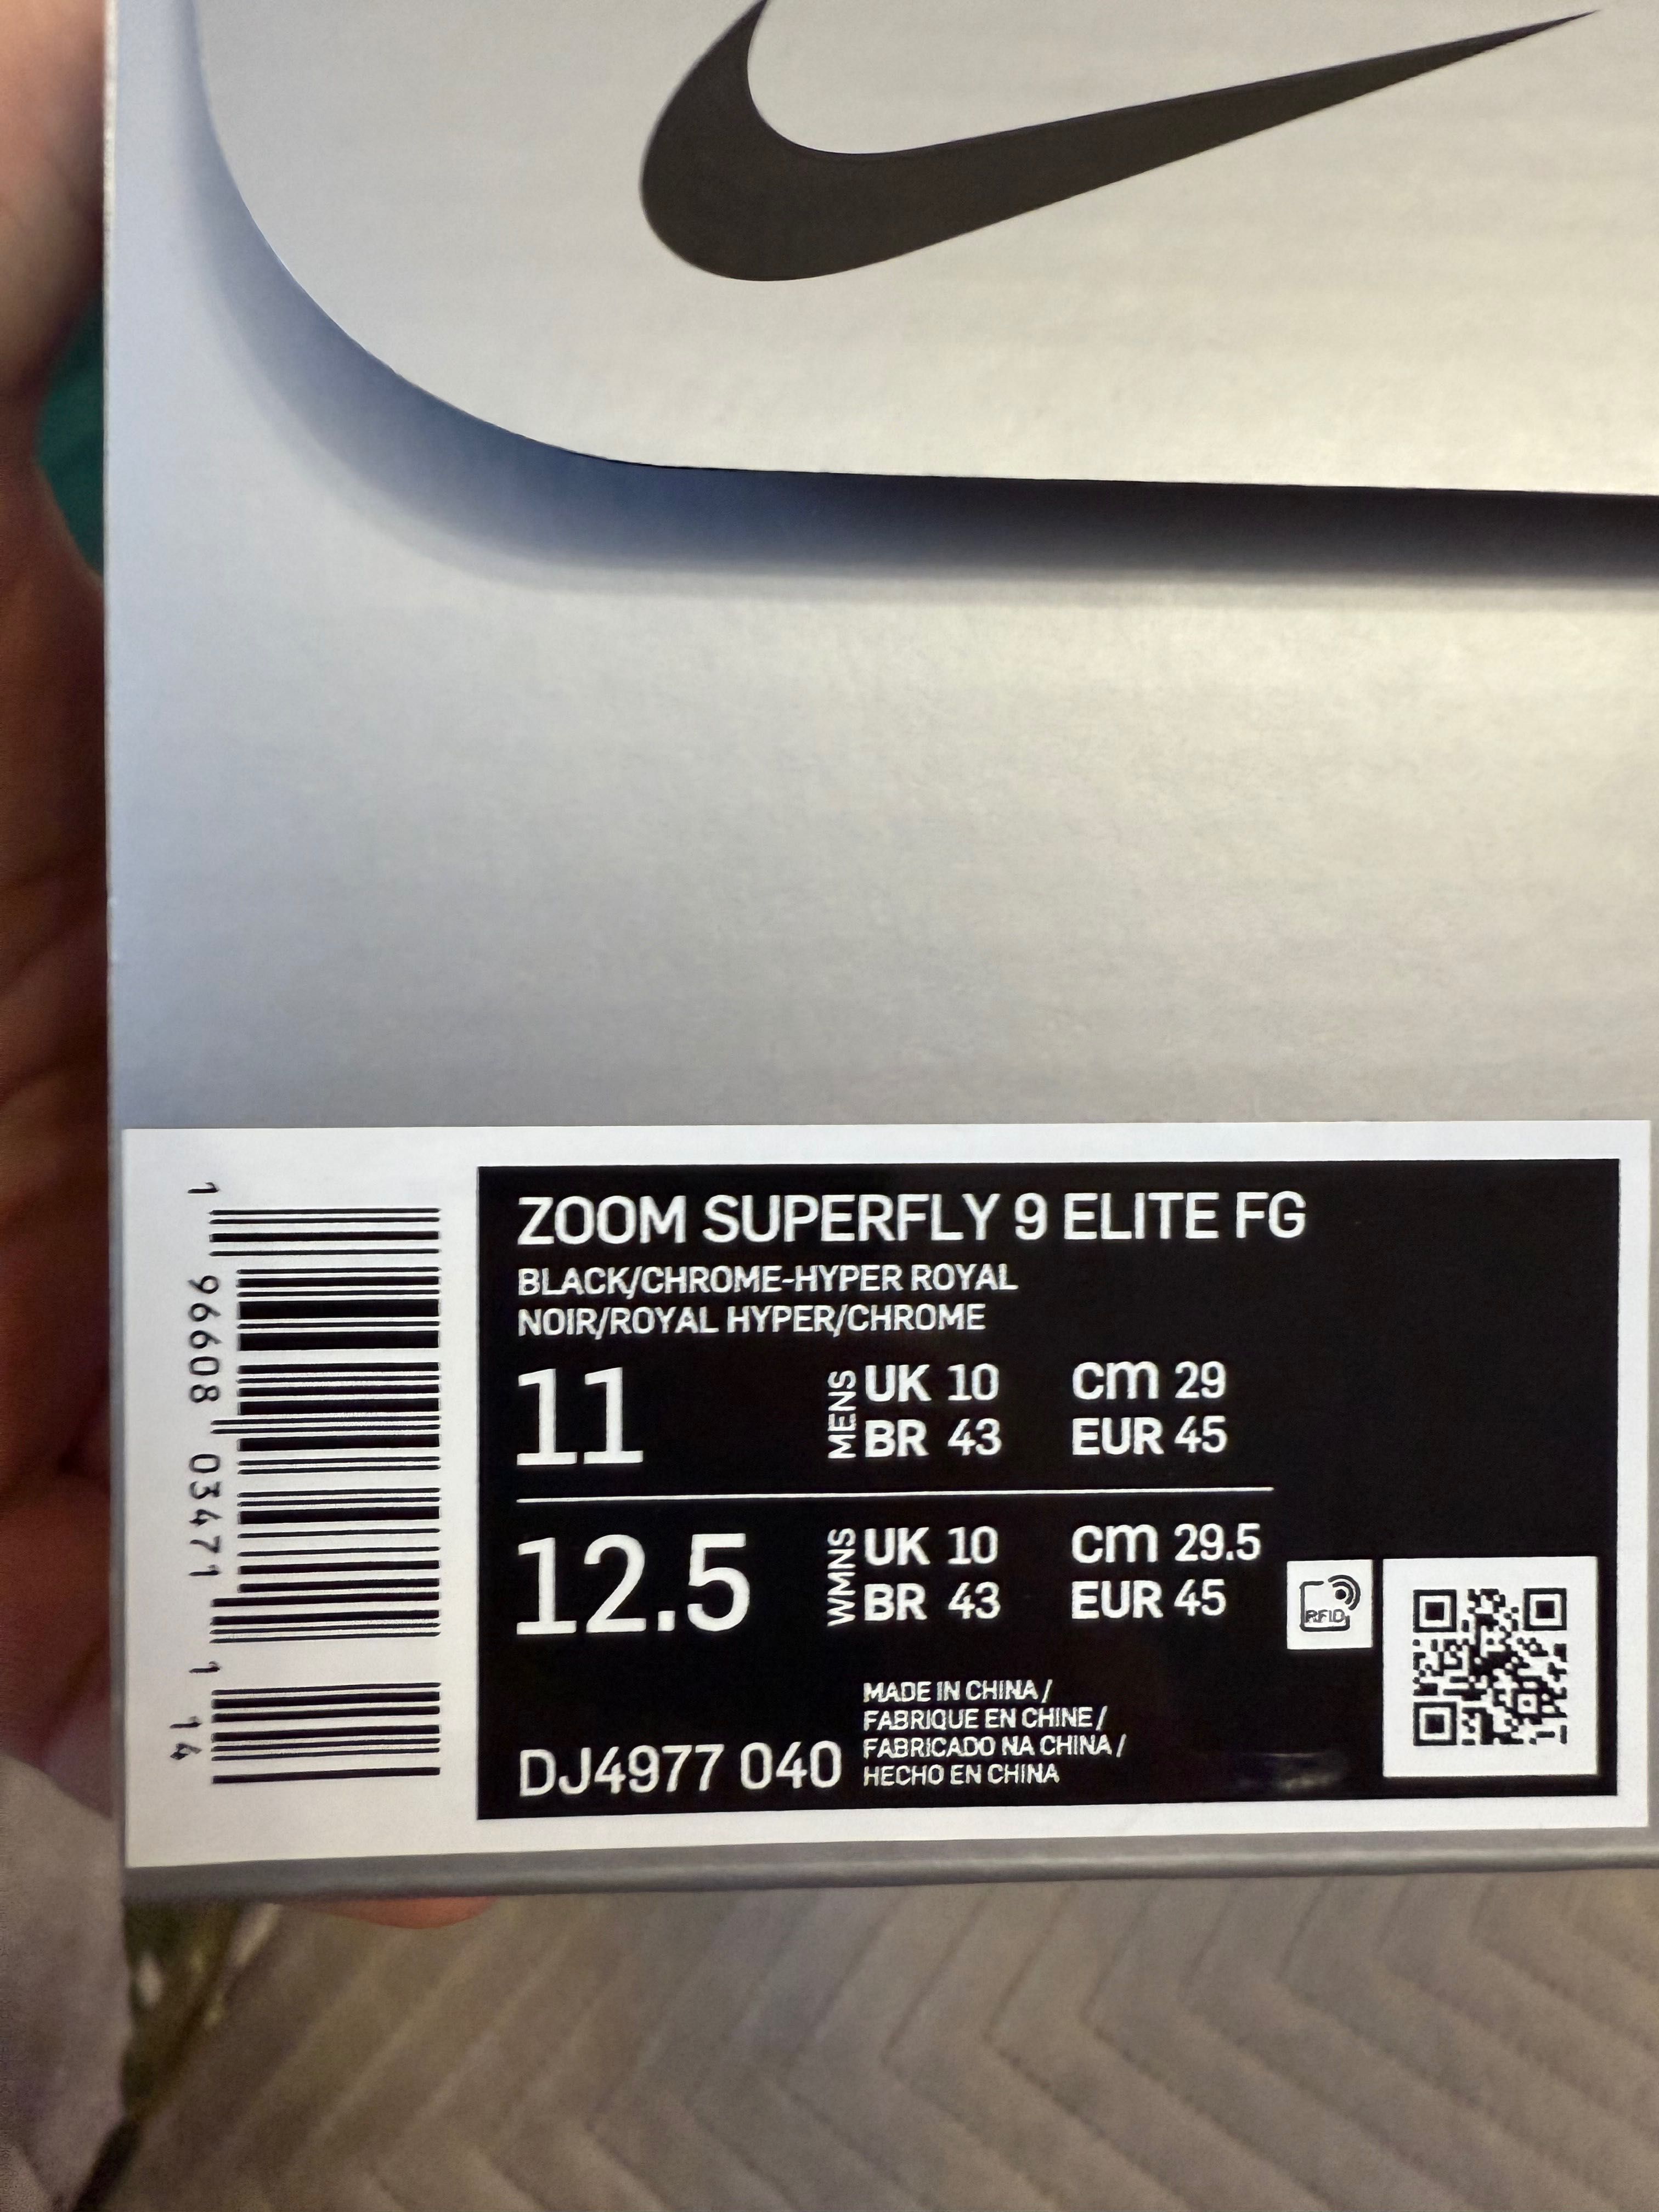 ZOOM SUPERFLY 9 ELITE FG
BLACK/CHROME-HYPER ROYAL
NOIR/ROYAL HYPER/CHROME
11 MENS UK 10 cm 29
BR 43 EUR 45
12.5 WMNS UK 10 cm 29.5
BR 43 EUR 45
RFID
MADE IN CHINA /
FABRIQUE EN CHINE /
FABRICADO NA CHINA /
HECHO EN CHINA
DJ4977 040
1 96608 03471 1 14